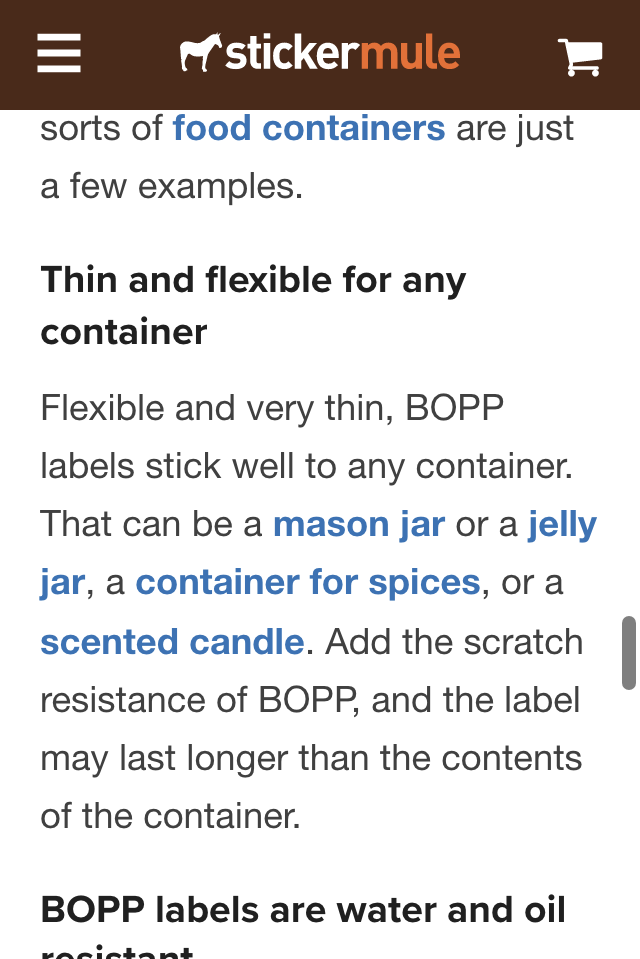 stickermule
sorts of food containers are just
a few examples.
Thin and flexible for any
container
Flexible and very thin, BOPP
labels stick well to any container.
That can be a mason jar or a jelly
jar, a container for spices, or a
scented candle. Add the scratch
resistance of BOPP, and the label
may last longer than the contents
of the container.
BOPP labels are water and oil
resistant